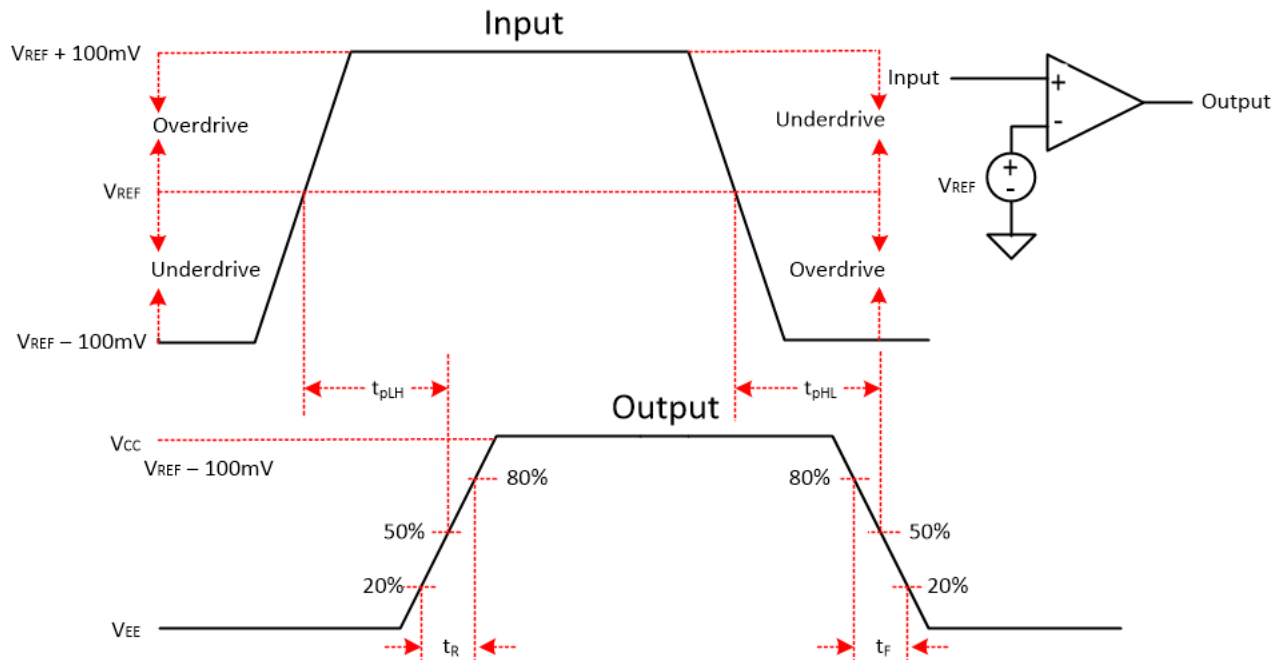 Input
VREF + 100mV
Input
+
-
Output
Overdrive
Underdrive
VREF
+
-
VREF
Underdrive
Overdrive
VREF – 100mV
tpLH
tpHL
Output
VCC
VREF – 100mV
80%
80%
50%
50%
20%
20%
VEE
tR
tF